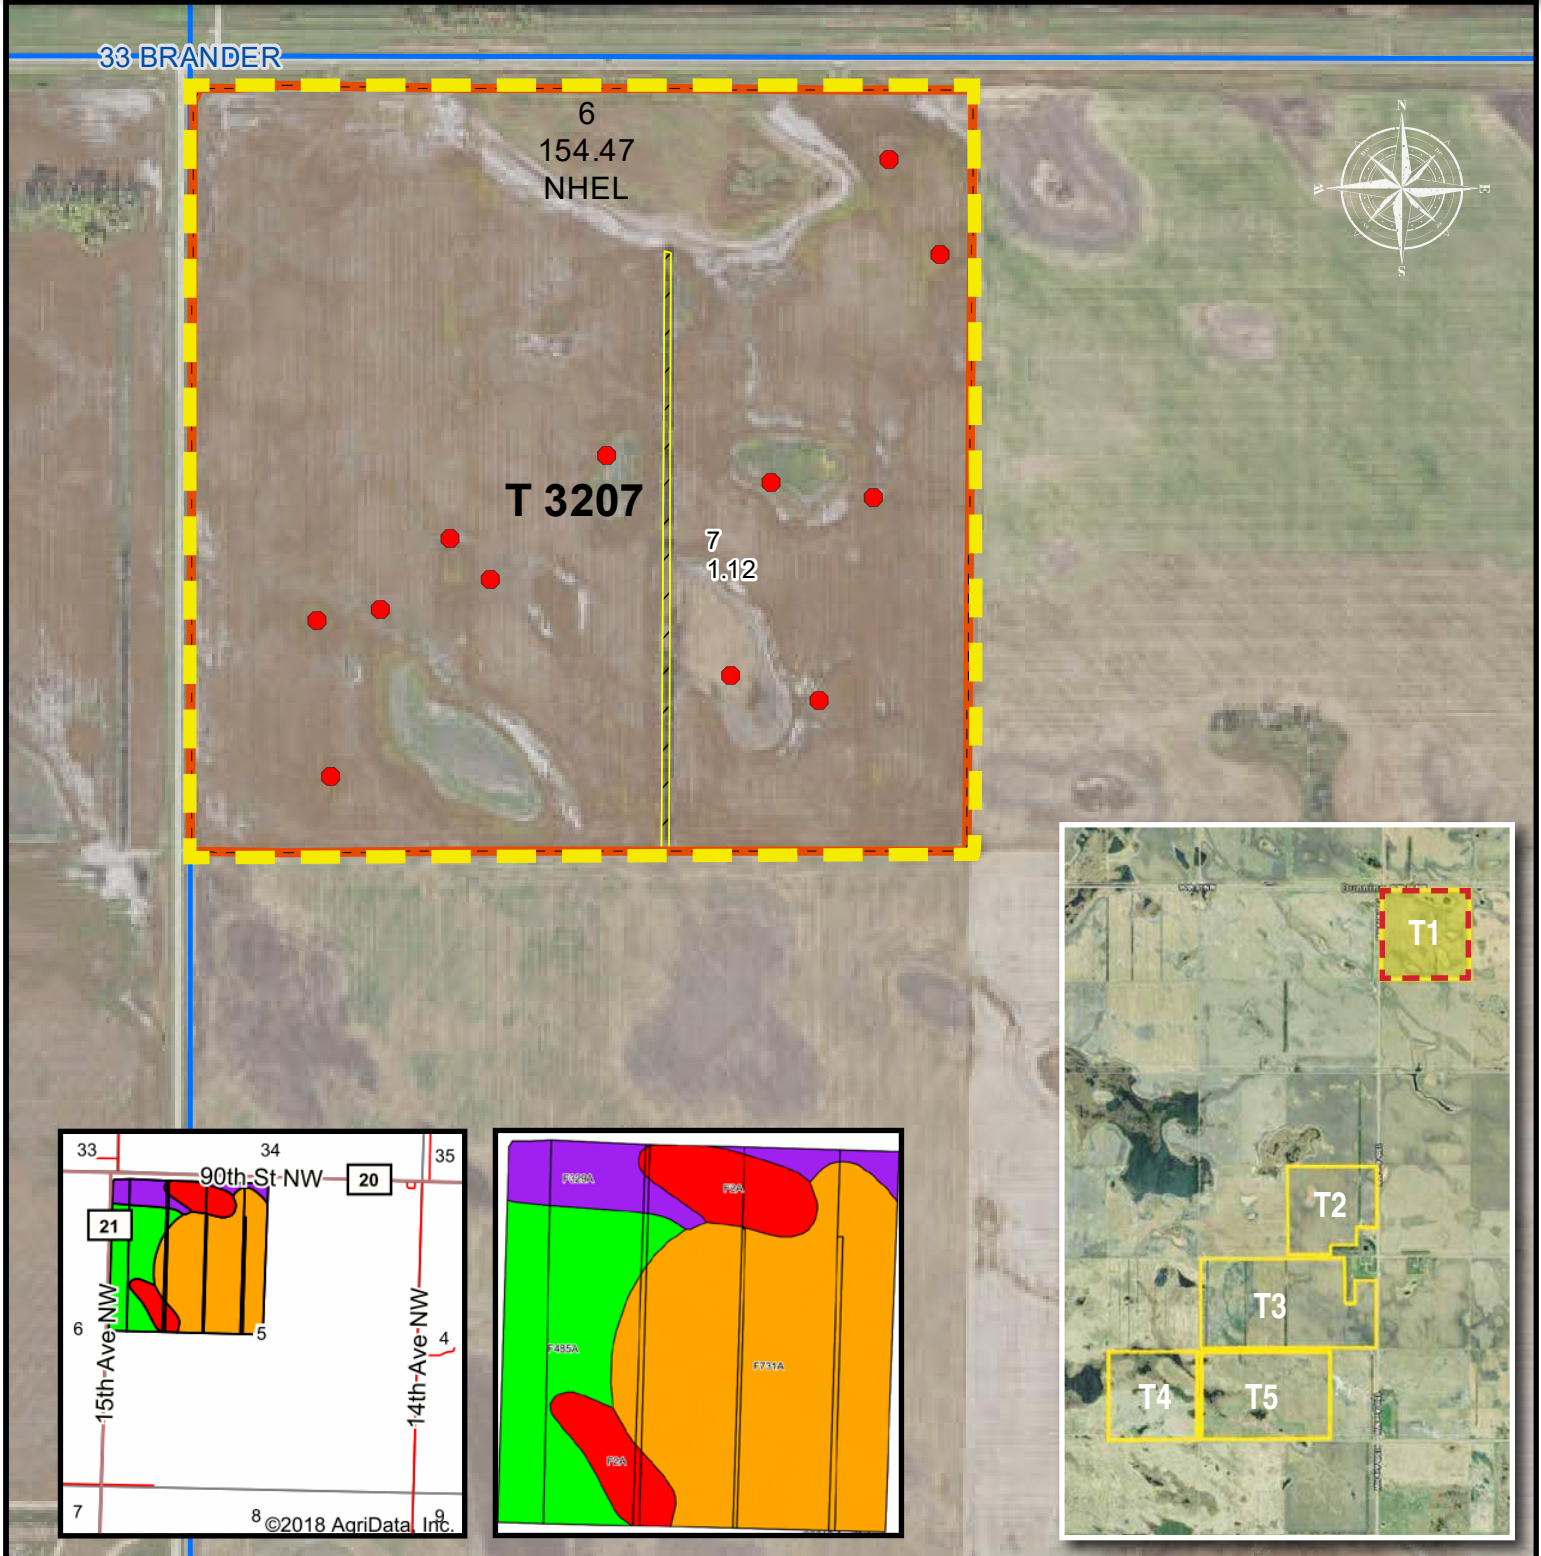 33 BRANDER
6
154.47
NHEL
N
W
E
S
T 3207
7
1.12
Dunning
T1
T2
T3
T4
T5
33
34
35
90th St NW
20
21
15th Ave NW
14th Ave NW
6
5
4
7
8
9
©2018 AgriData, Inc.
F329A
F2A
F485A
F731A
F2A